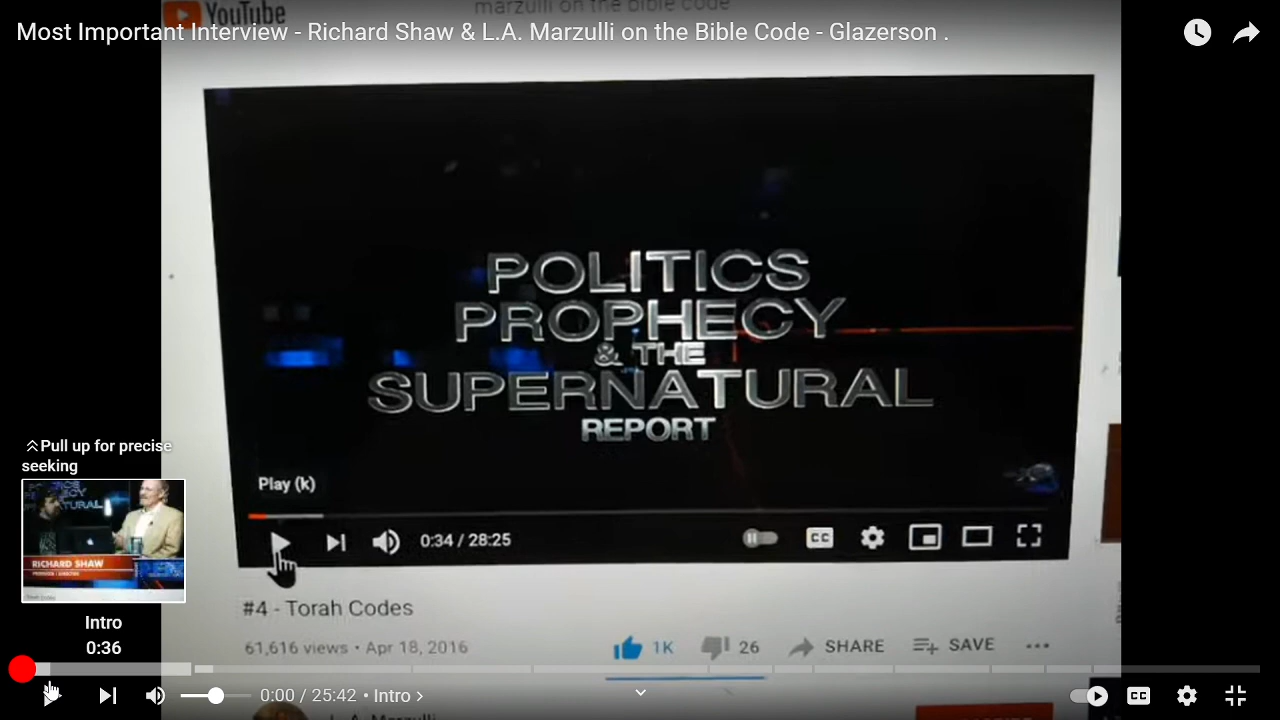 YouTube
marzulli on the bible code
Most Important Interview - Richard Shaw & L.A. Marzulli on the Bible Code - Glazerson .
POLITICS
PROPHECY
& THE
SUPERNATURAL
REPORT
Pull up for precise
seeking
Play (k)
0:34 / 28:25
CC
RICHARD SHAW
#4 - Torah Codes
Intro
0:36
61,616 views • Apr 18, 2016
1K
26
SHARE
SAVE
0:00 / 25:42 • Intro
CC
L. A. Marzulli